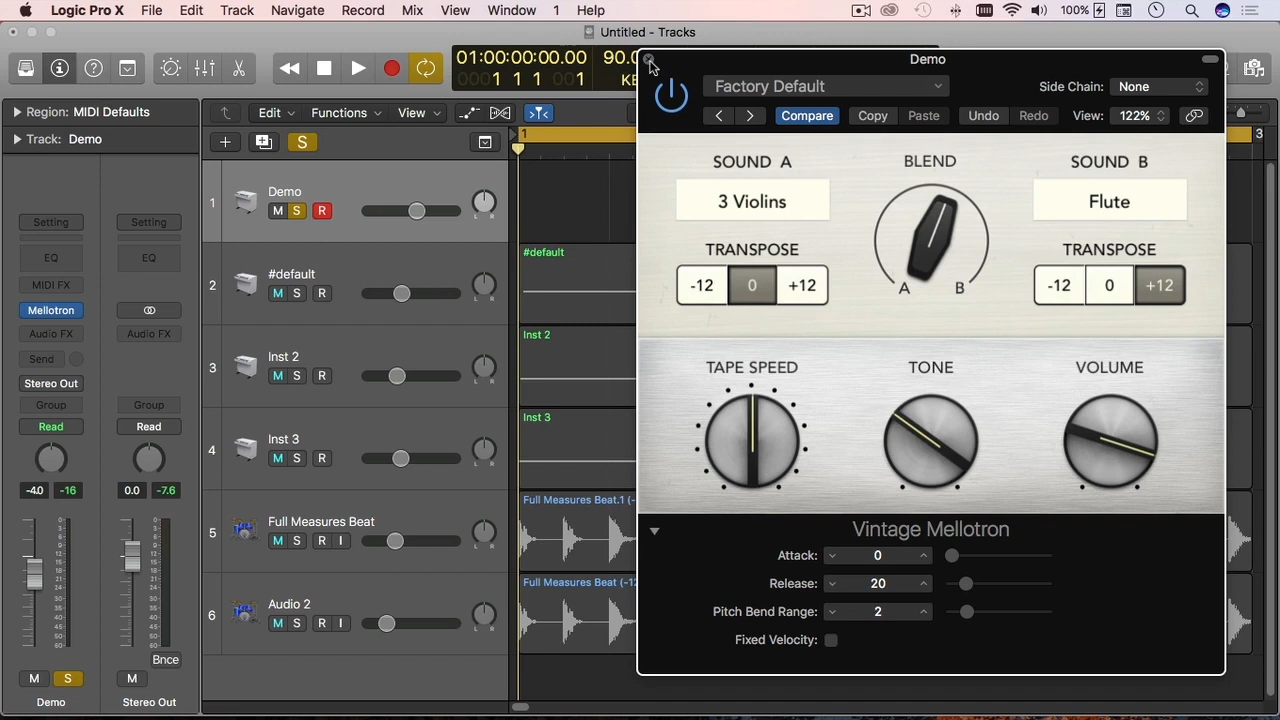 Logic Pro X File Edit Track Navigate Record Mix View Window 1 Help 100%
Untitled - Tracks
01:00:00:00.00 90.0
1 1 1 001 KE
Demo
Factory Default
Side Chain: None
Compare Copy Paste Undo Redo View: 122%
Region: MIDI Defaults
Track: Demo
Edit Functions View
S
1
3
Setting Setting
EQ EQ
MIDI FX
Mellotron
Audio FX Audio FX
Send
Stereo Out
Group Group
Read Read
-4.0 -16 0.0 -7.6
Bnce
M S M
Demo Stereo Out
1 Demo
M S R
L R
2 #default
M S R
L R
3 Inst 2
M S R
L R
4 Inst 3
M S R
L R
5 Full Measures Beat
M S R I
L R
6 Audio 2
M S R I
L R
#default
Inst 2
Inst 3
Full Measures Beat.1 (-
Full Measures Beat (-12
SOUND A BLEND SOUND B
3 Violins Flute
TRANSPOSE TRANSPOSE
-12 0 +12 A B -12 0 +12
TAPE SPEED TONE VOLUME
Vintage Mellotron
Attack: 0
Release: 20
Pitch Bend Range: 2
Fixed Velocity: